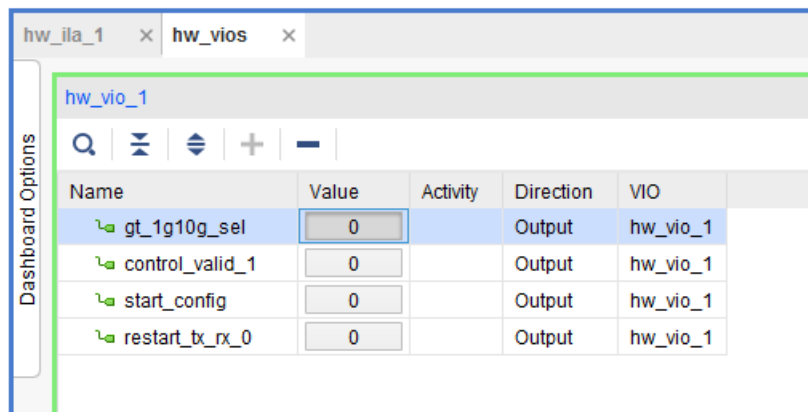 hw_ila_1 × hw_vios ×
Dashboard Options
hw_vio_1
Name Value Activity Direction VIO
gt_1g10g_sel 0 Output hw_vio_1
control_valid_1 0 Output hw_vio_1
start_config 0 Output hw_vio_1
restart_tx_rx_0 0 Output hw_vio_1